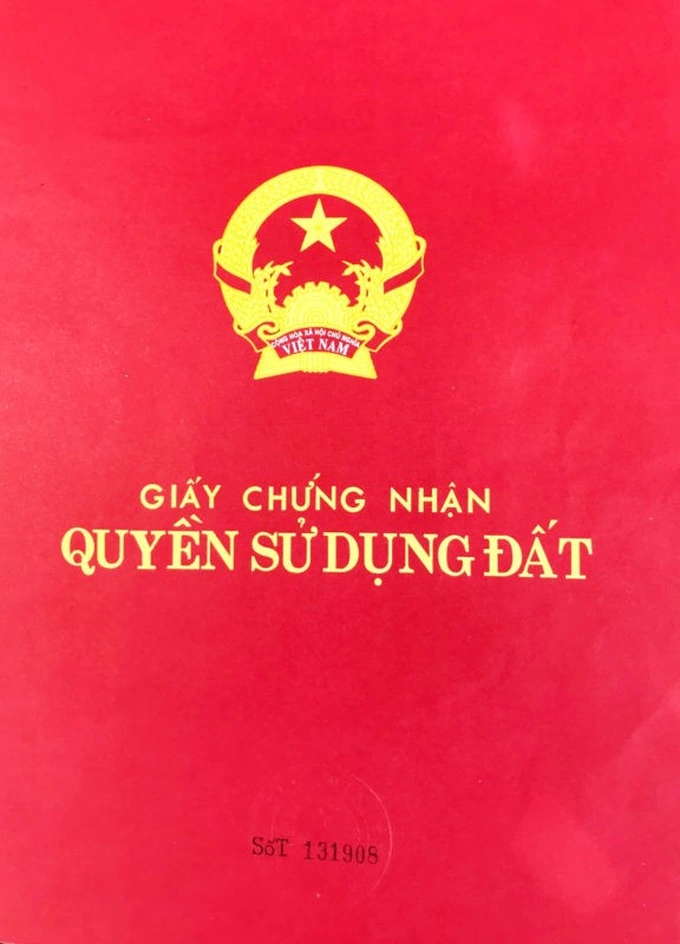 CỘNG HÒA XÃ HỘI CHỦ NGHĨA
VIỆT NAM
GIẤY CHỨNG NHẬN
QUYỀN SỬ DỤNG ĐẤT
SốT 131908